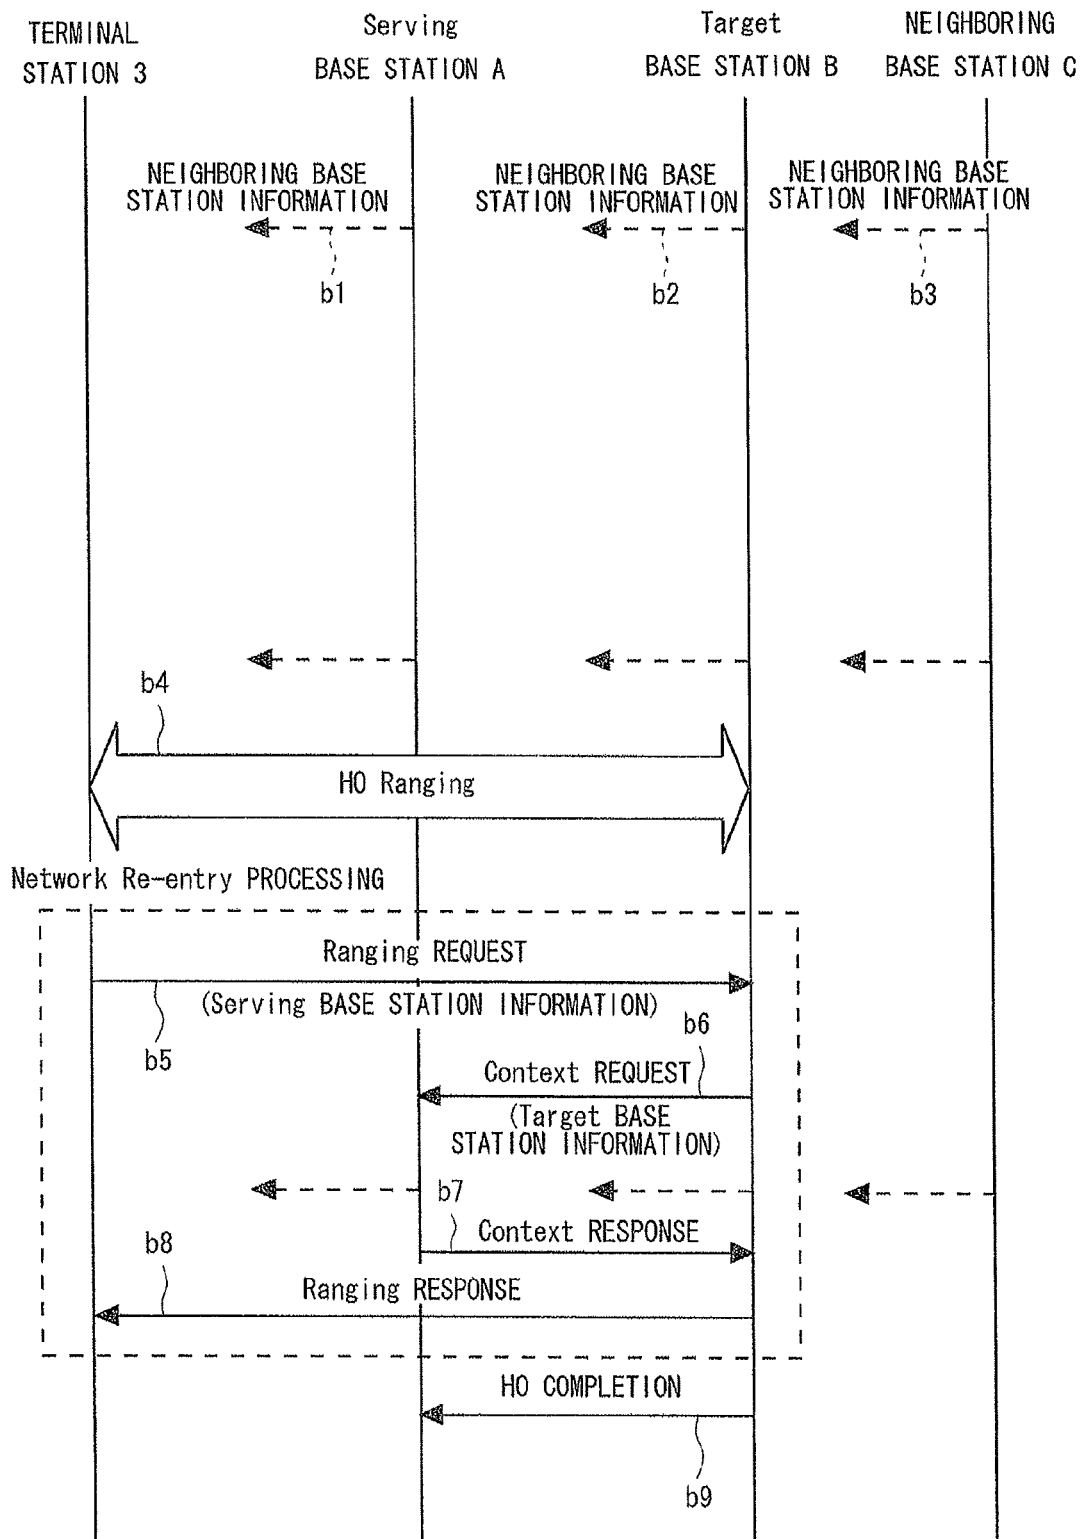 TERMINAL
STATION 3
Serving
BASE STATION A
Target
BASE STATION B
NEIGHBORING
BASE STATION C
NEIGHBORING BASE
STATION INFORMATION
NEIGHBORING BASE
STATION INFORMATION
NEIGHBORING BASE
STATION INFORMATION
b1
b2
b3
b4
HO Ranging
Network Re-entry PROCESSING
Ranging REQUEST
(Serving BASE STATION INFORMATION)
b5
b6
Context REQUEST
(Target BASE
STATION INFORMATION)
b7
Context RESPONSE
b8
Ranging RESPONSE
HO COMPLETION
b9